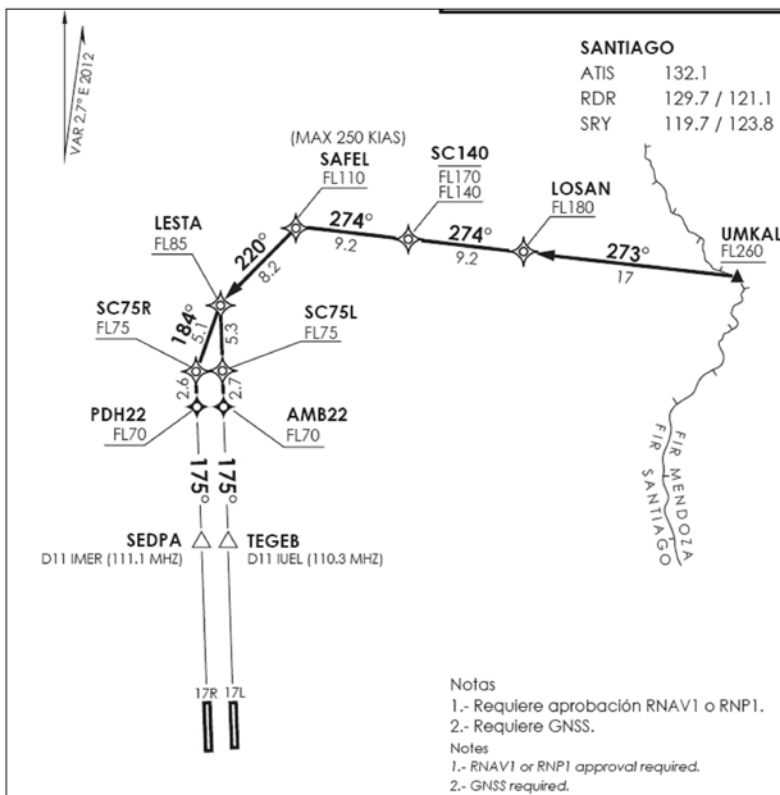 VAR 2.7° E 2012
SANTIAGO
ATIS 132.1
RDR 129.7 / 121.1
SRY 119.7 / 123.8
(MAX 250 KIAS)
SAFEL
FL110
SC140
FL170
FL140
LOSAN
FL180
UMKAL
FL260
274°
9.2
274°
9.2
273°
17
LESTA
FL85
220°
8.2
SC75R
FL75
184°
5.1
5.3
SC75L
FL75
2.6
2.7
PDH22
FL70
AMB22
FL70
175°
175°
FIR MENDOZA
FIR SANTIAGO
SEDPA
D11 IMER (111.1 MHZ)
TEGEB
D11 IUEL (110.3 MHZ)
17R
17L
Notas
1.- Requiere aprobación RNAV1 o RNP1.
2.- Requiere GNSS.
Notes
1.- RNAV1 or RNP1 approval required.
2.- GNSS required.